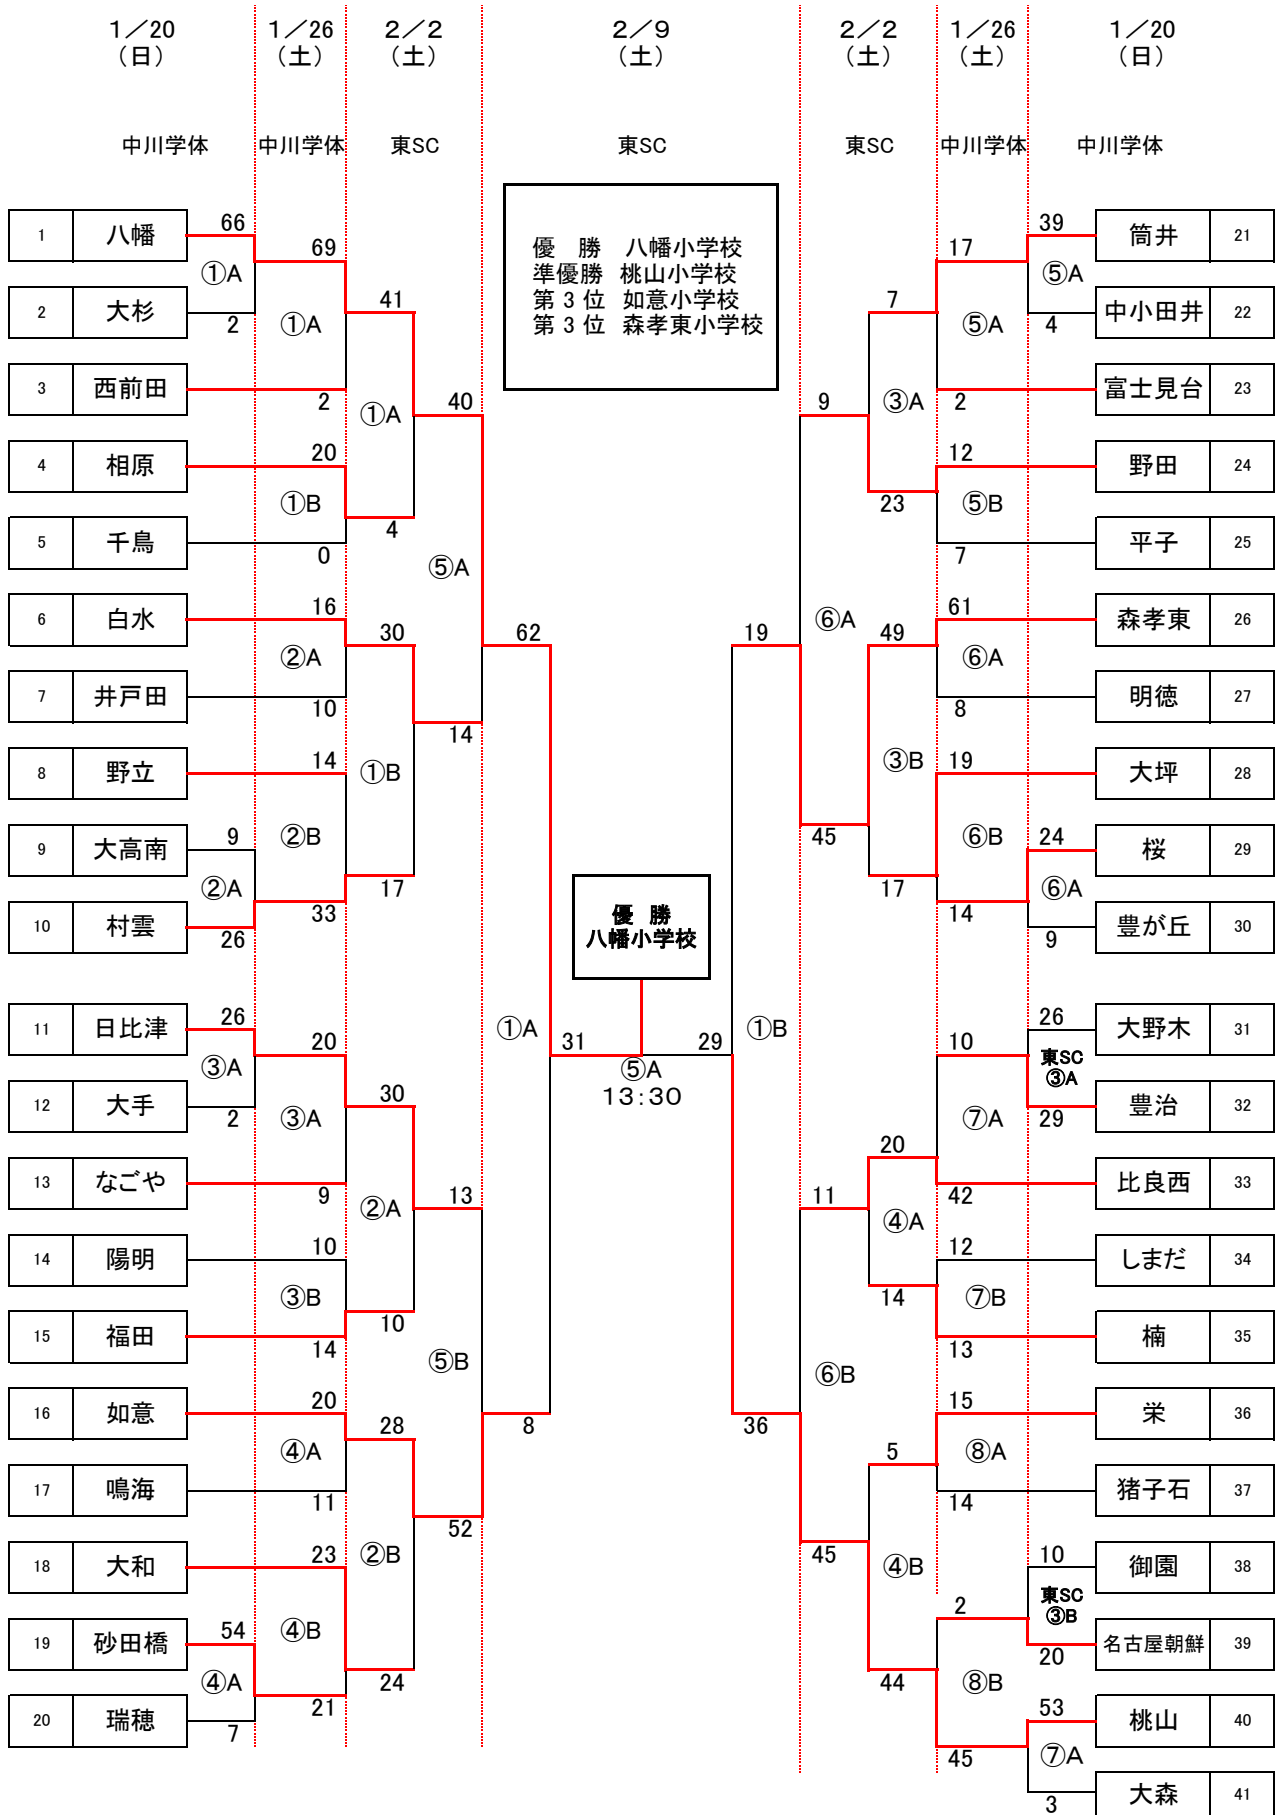 1／20 1／26 2／2 2／9 2／2 1／26 1／20
（日） （土） （土） （土） （土） （土） （日）
中川学体 中川学体 東SC 東SC 東SC 中川学体 中川学体
優　勝　八幡小学校
準優勝　桃山小学校
第３位　如意小学校
第３位　森孝東小学校
1 八幡 66
①A
2 大杉 2
69
①A
3 西前田 2
41
①A
4 相原 20
①B
5 千鳥 0
4
40
⑤A
6 白水 16
②A
7 井戸田 10
30
①B
8 野立 14
②B
9 大高南 9
②A
10 村雲 26
33
17
14
62
①A
11 日比津 26
③A
12 大手 2
20
③A
13 なごや 9
30
②A
14 陽明 10
③B
15 福田 14
10
13
⑤B
16 如意 20
④A
17 鳴海 11
28
②B
18 大和 23
④B
19 砂田橋 54
④A
20 瑞穂 7
21
24
52
8
優 勝
八幡小学校
31 29
⑤A
13:30
39 筒井 21
⑤A
4 中小田井 22
17
⑤A
2 富士見台 23
7
③A
12 野田 24
⑤B
7 平子 25
23
9
⑥A
61 森孝東 26
⑥A
8 明徳 27
49
③B
19 大坪 28
⑥B
24 桜 29
⑥A
9 豊が丘 30
14
17
45
19
①B
26 大野木 31
東SC
③A
29 豊治 32
10
⑦A
42 比良西 33
20
④A
12 しまだ 34
⑦B
13 楠 35
14
11
⑥B
15 栄 36
⑧A
14 猪子石 37
5
④B
10 御園 38
東SC
③B
20 名古屋朝鮮 39
2
⑧B
53 桃山 40
⑦A
3 大森 41
45
44
45
36